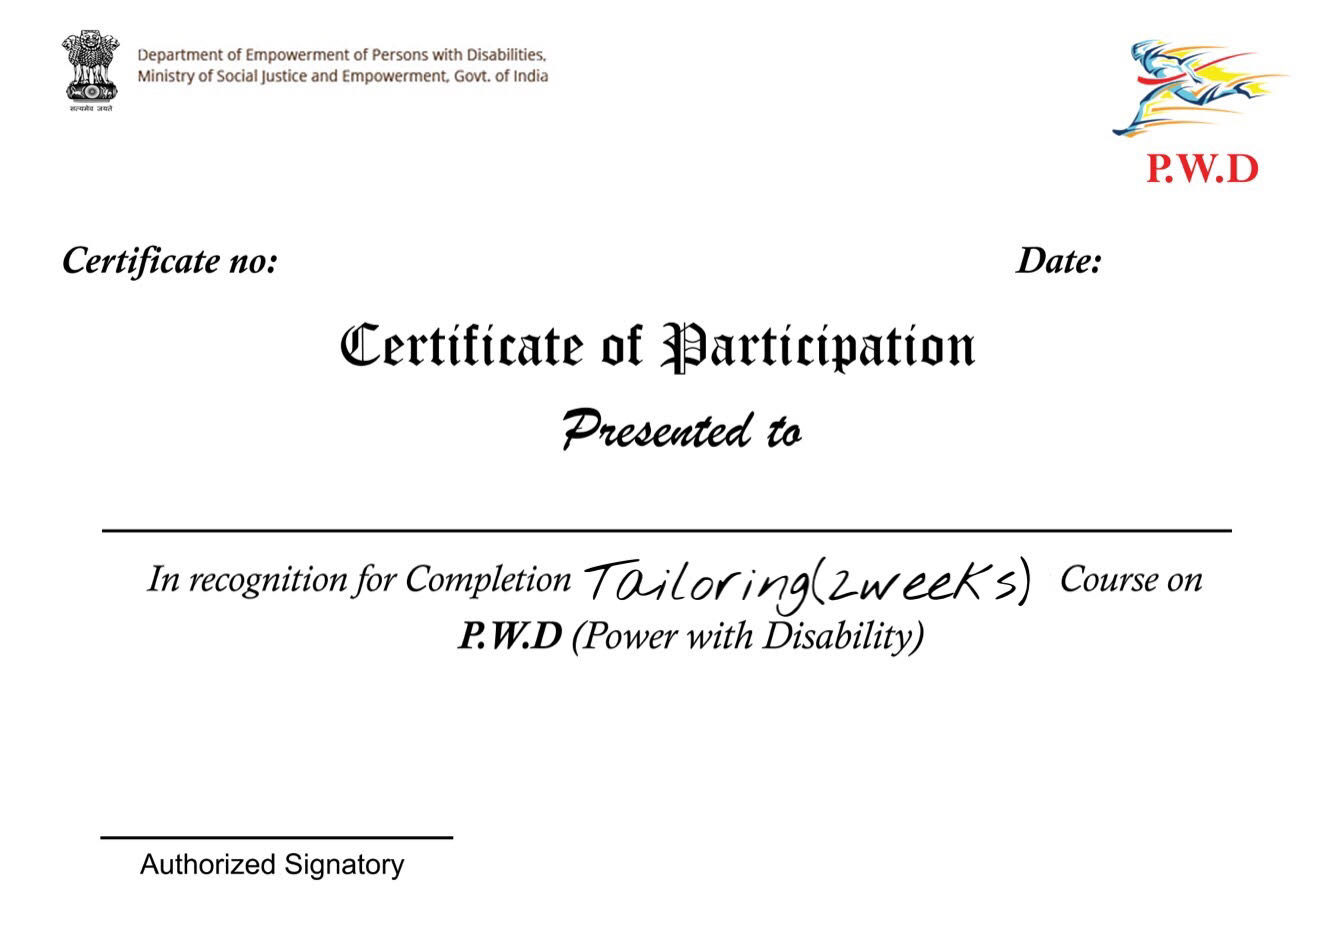 Department of Empowerment of Persons with Disabilities,
Ministry of Social Justice and Empowerment, Govt. of India
सत्यमेव जयते
P.W.D
Certificate no:
Date:
Certificate of Participation
Presented to
In recognition for Completion Tailoring(2weeks) Course on
P.W.D (Power with Disability)
Authorized Signatory